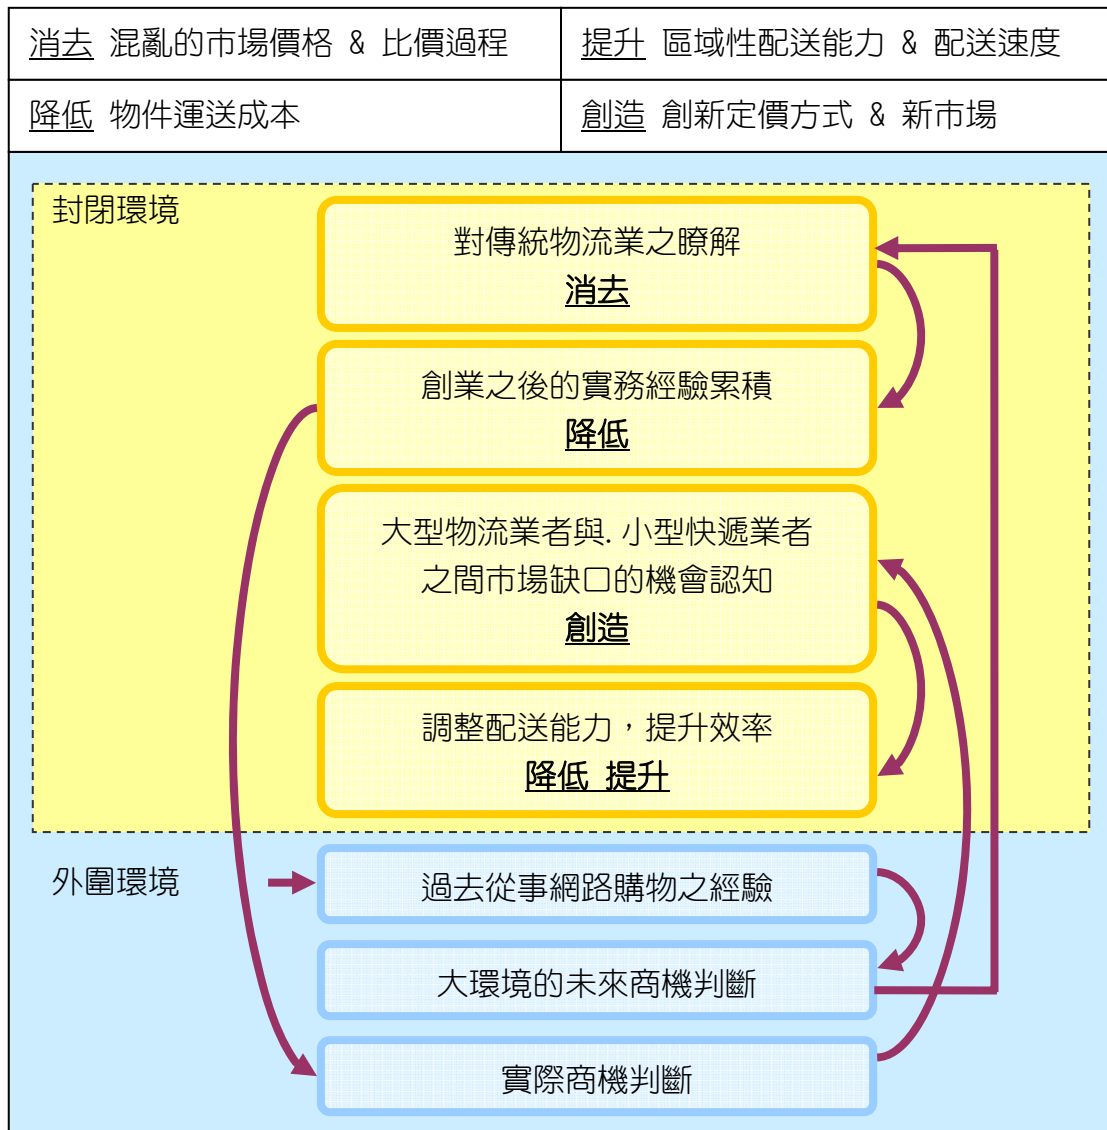 消去 混亂的市場價格 & 比價過程
提升 區域性配送能力 & 配送速度
降低 物件運送成本
創造 創新定價方式 & 新市場
封閉環境
對傳統物流業之瞭解
消去
創業之後的實務經驗累積
降低
大型物流業者與.小型快遞業者
之間市場缺口的機會認知
創造
調整配送能力，提升效率
降低 提升
外圍環境
過去從事網路購物之經驗
大環境的未來商機判斷
實際商機判斷